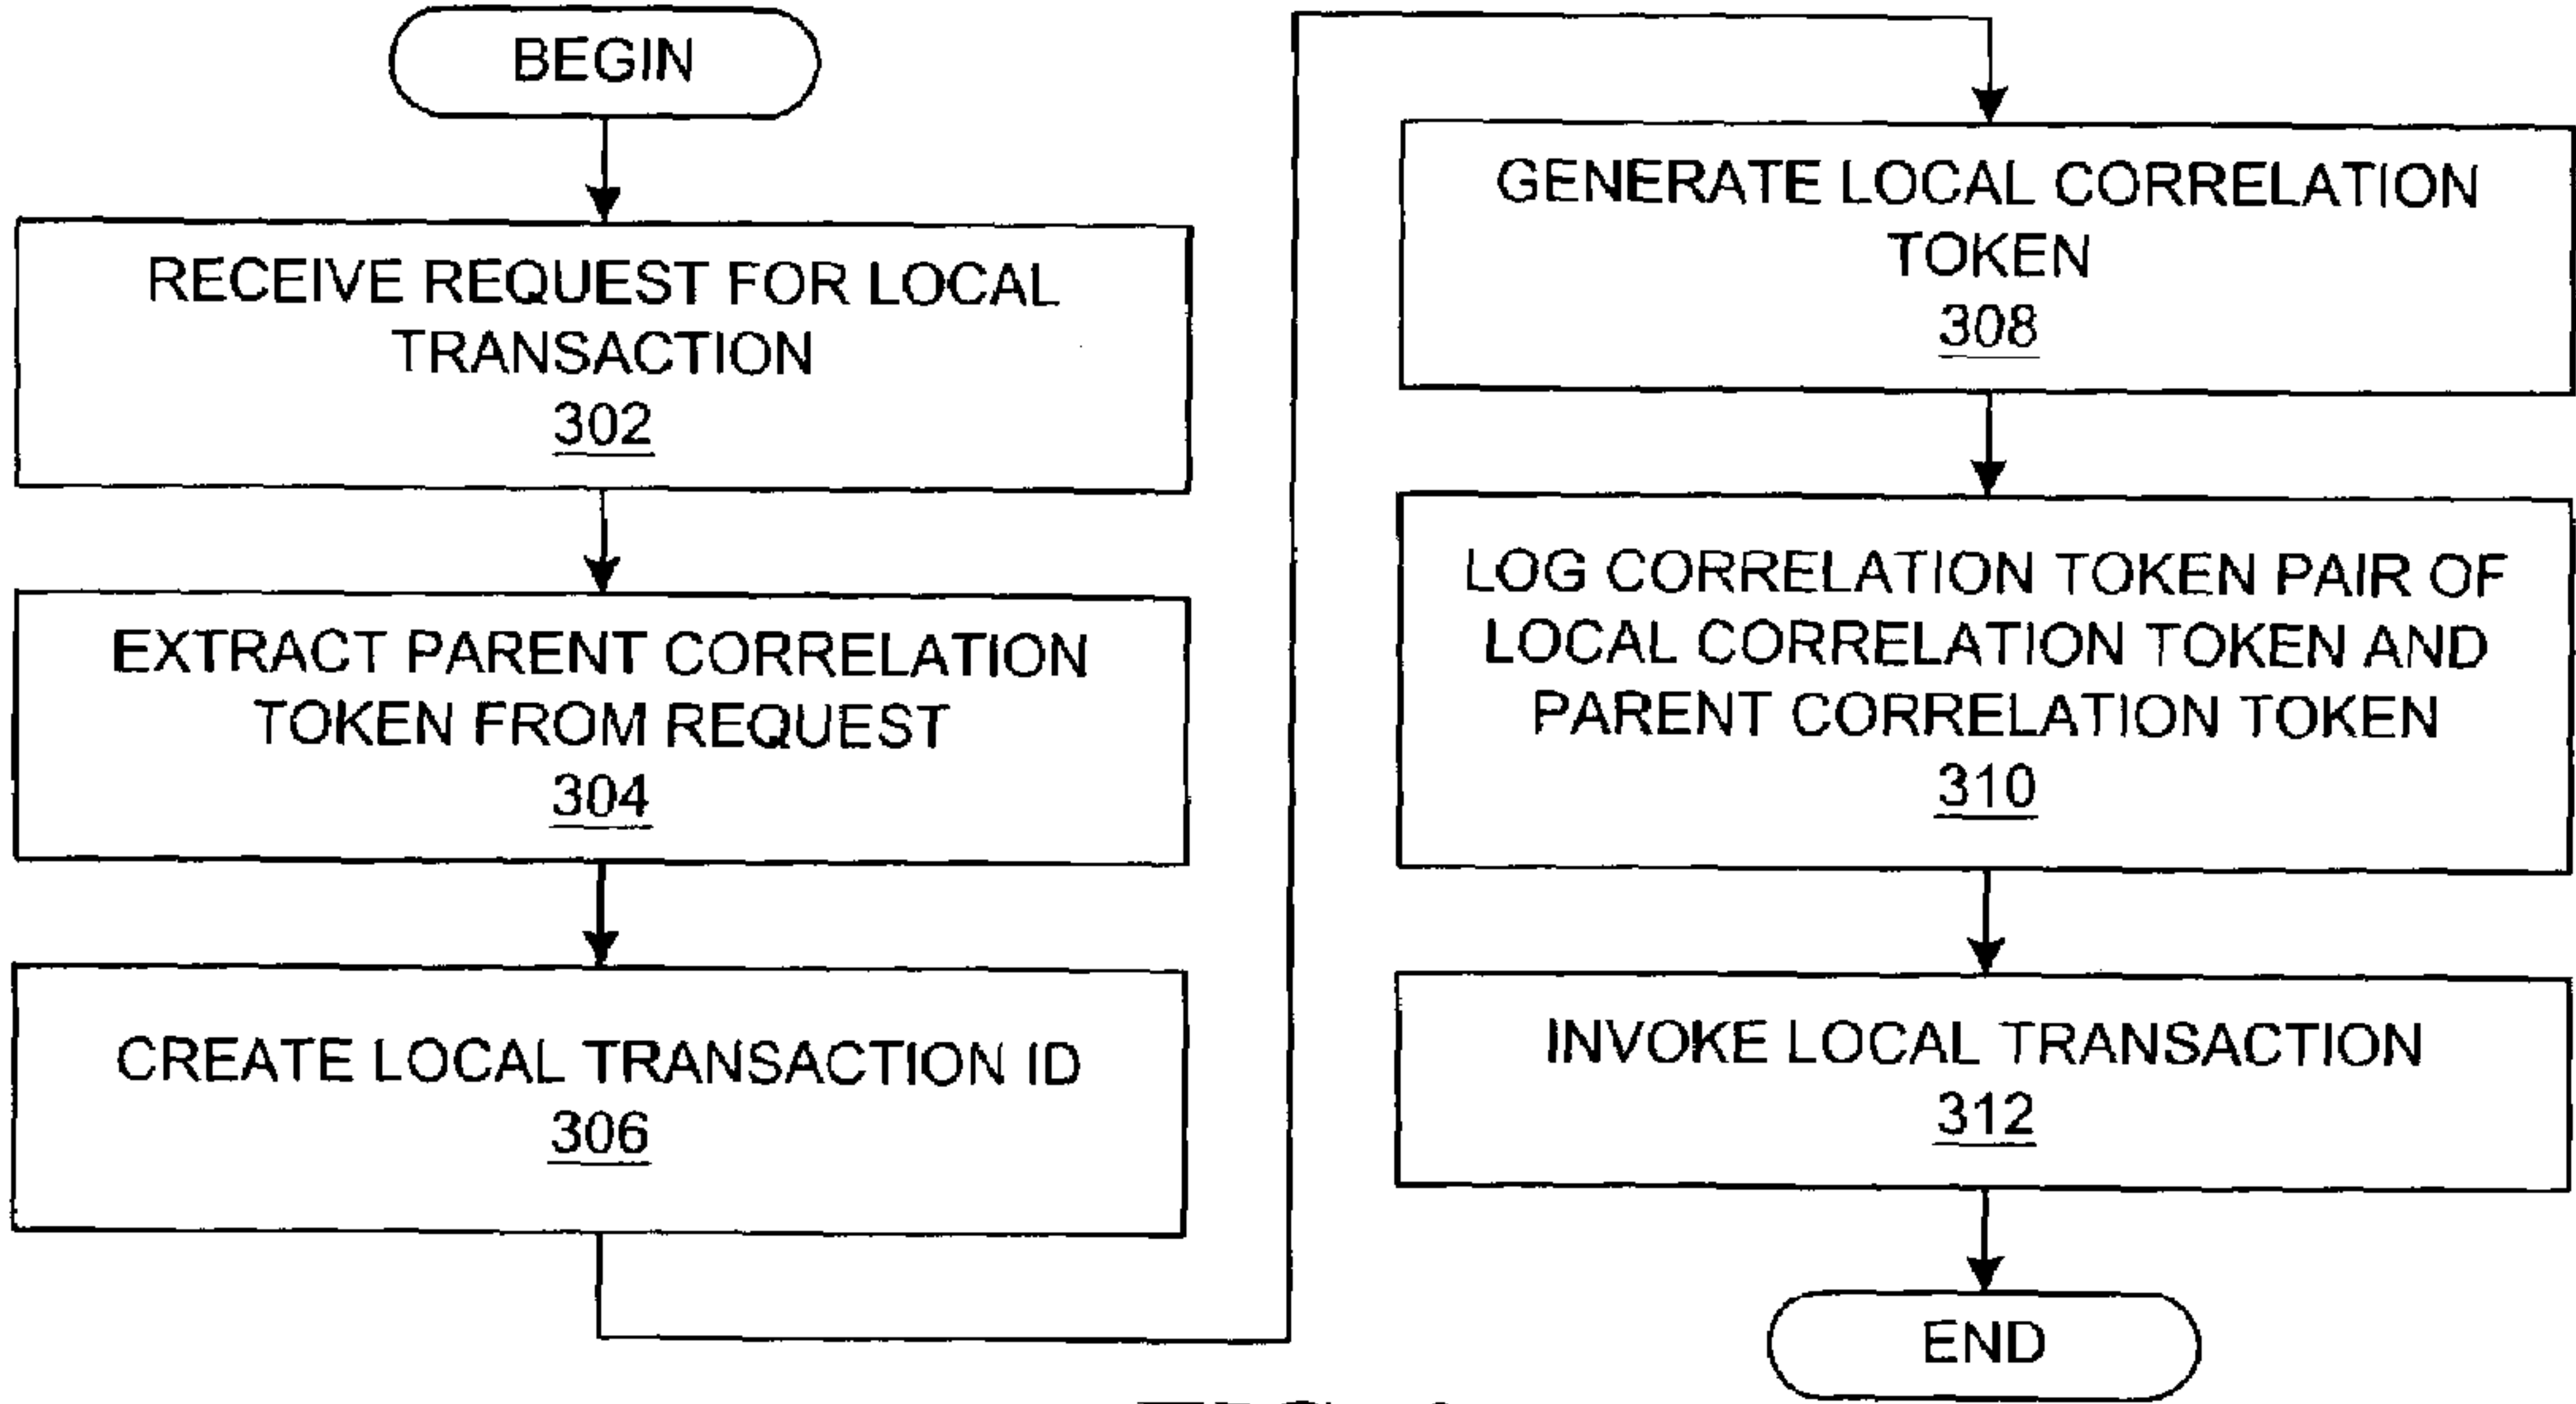 BEGIN
RECEIVE REQUEST FOR LOCAL
TRANSACTION
302
EXTRACT PARENT CORRELATION
TOKEN FROM REQUEST
304
CREATE LOCAL TRANSACTION ID
306
GENERATE LOCAL CORRELATION
TOKEN
308
LOG CORRELATION TOKEN PAIR OF
LOCAL CORRELATION TOKEN AND
PARENT CORRELATION TOKEN
310
INVOKE LOCAL TRANSACTION
312
END